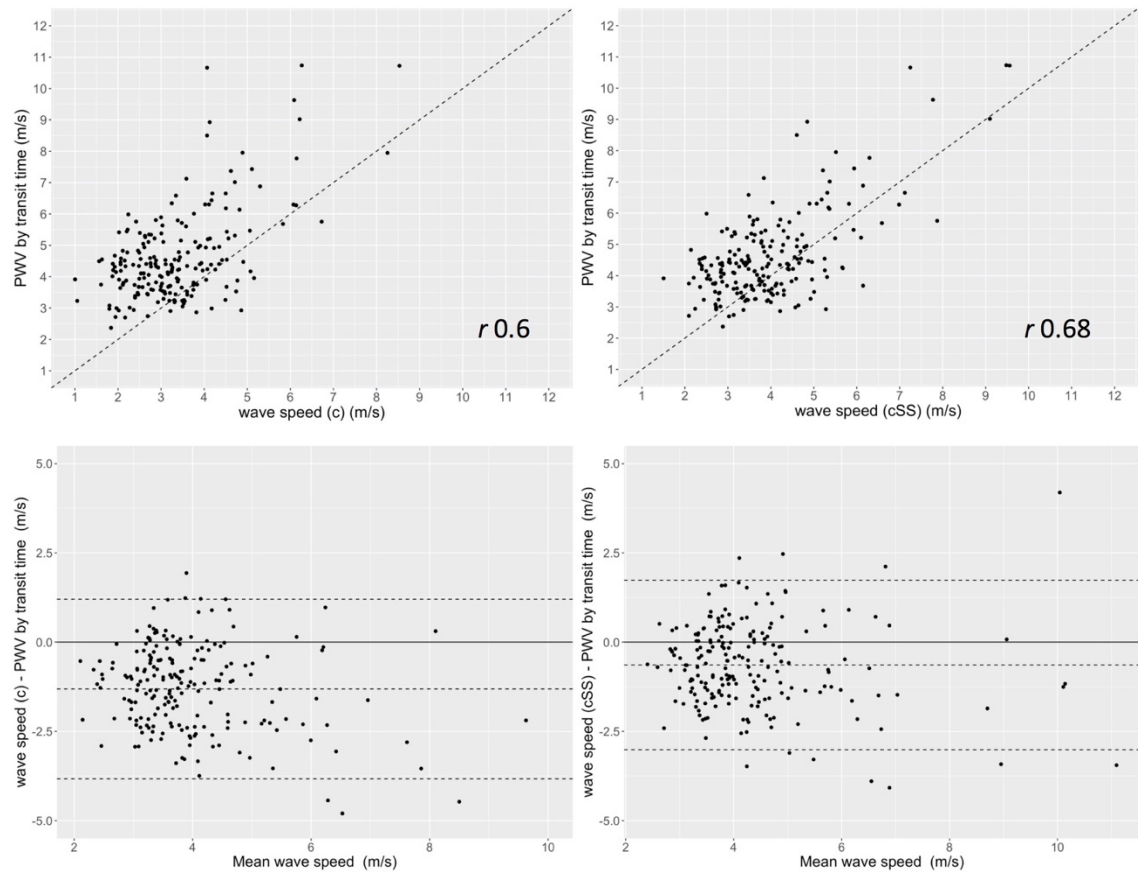 PWV by transit time (m/s)
12
11
10
9
8
7
6
5
4
3
2
1
r 0.6
1 2 3 4 5 6 7 8 9 10 11 12
wave speed (c) (m/s)
PWV by transit time (m/s)
12
11
10
9
8
7
6
5
4
3
2
1
r 0.68
1 2 3 4 5 6 7 8 9 10 11 12
wave speed (cSS) (m/s)
wave speed (c) - PWV by transit time (m/s)
5.0
2.5
0.0
-2.5
-5.0
2 4 6 8 10
Mean wave speed (m/s)
wave speed (cSS) - PWV by transit time (m/s)
5.0
2.5
0.0
-2.5
-5.0
2 4 6 8 10
Mean wave speed (m/s)